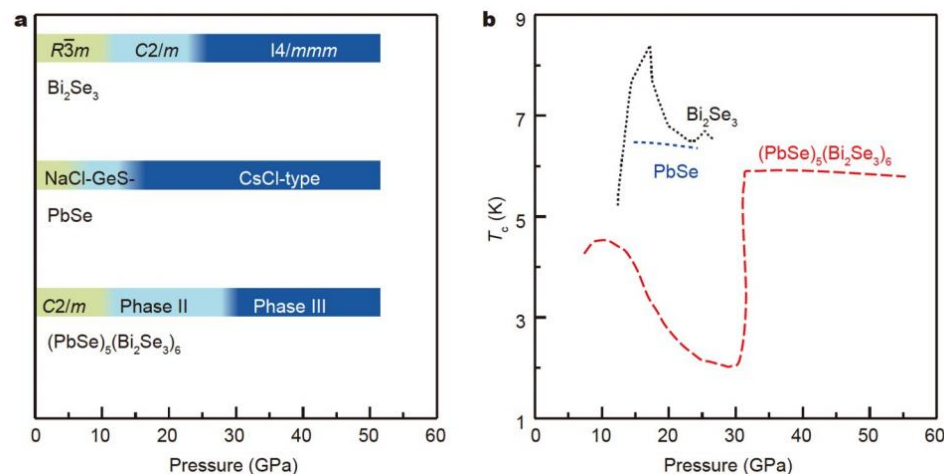 a
R3̅m C2/m I4/mmm
Bi₂Se₃
NaCl-GeS- CsCl-type
PbSe
C2/m Phase II Phase III
(PbSe)₅(Bi₂Se₃)₆
0 10 20 30 40 50 60
Pressure (GPa)
b
9
7
5
3
1
T꜀ (K)
Bi₂Se₃
PbSe
(PbSe)₅(Bi₂Se₃)₆
0 10 20 30 40 50 60
Pressure (GPa)